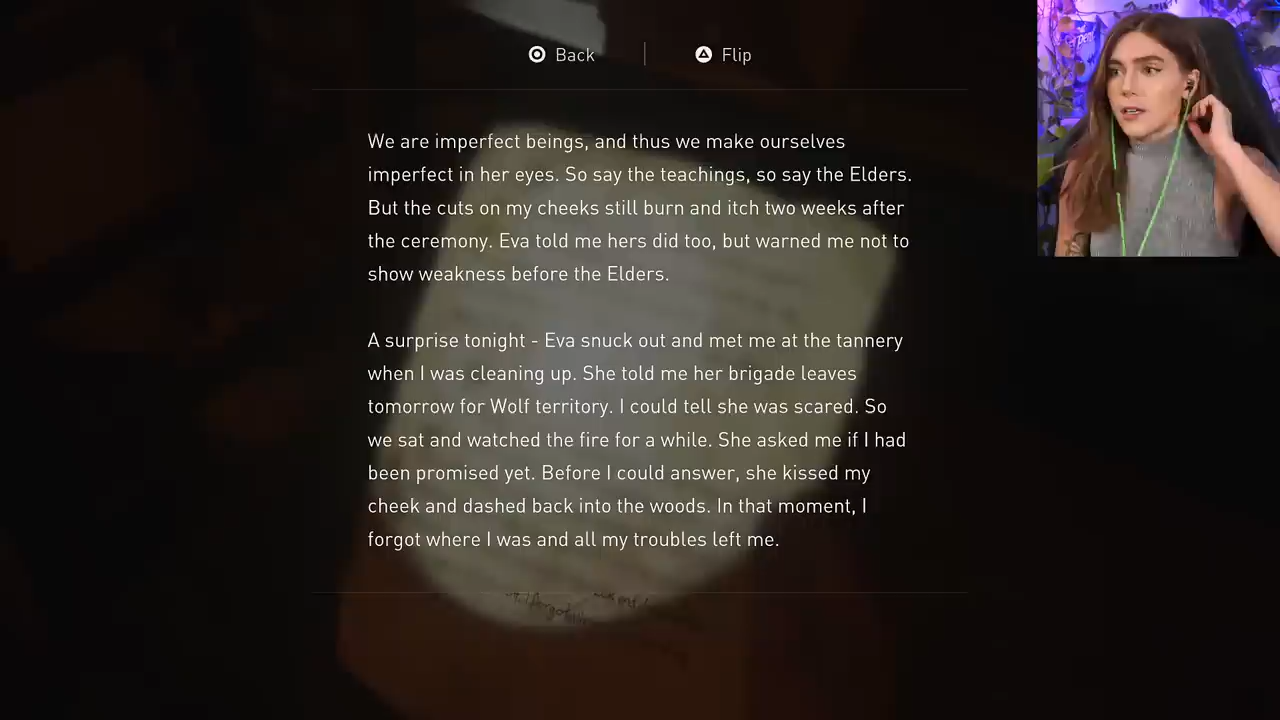 Back
Flip
We are imperfect beings, and thus we make ourselves
imperfect in her eyes. So say the teachings, so say the Elders.
But the cuts on my cheeks still burn and itch two weeks after
the ceremony. Eva told me hers did too, but warned me not to
show weakness before the Elders.
A surprise tonight - Eva snuck out and met me at the tannery
when I was cleaning up. She told me her brigade leaves
tomorrow for Wolf territory. I could tell she was scared. So
we sat and watched the fire for a while. She asked me if I had
been promised yet. Before I could answer, she kissed my
cheek and dashed back into the woods. In that moment, I
forgot where I was and all my troubles left me.